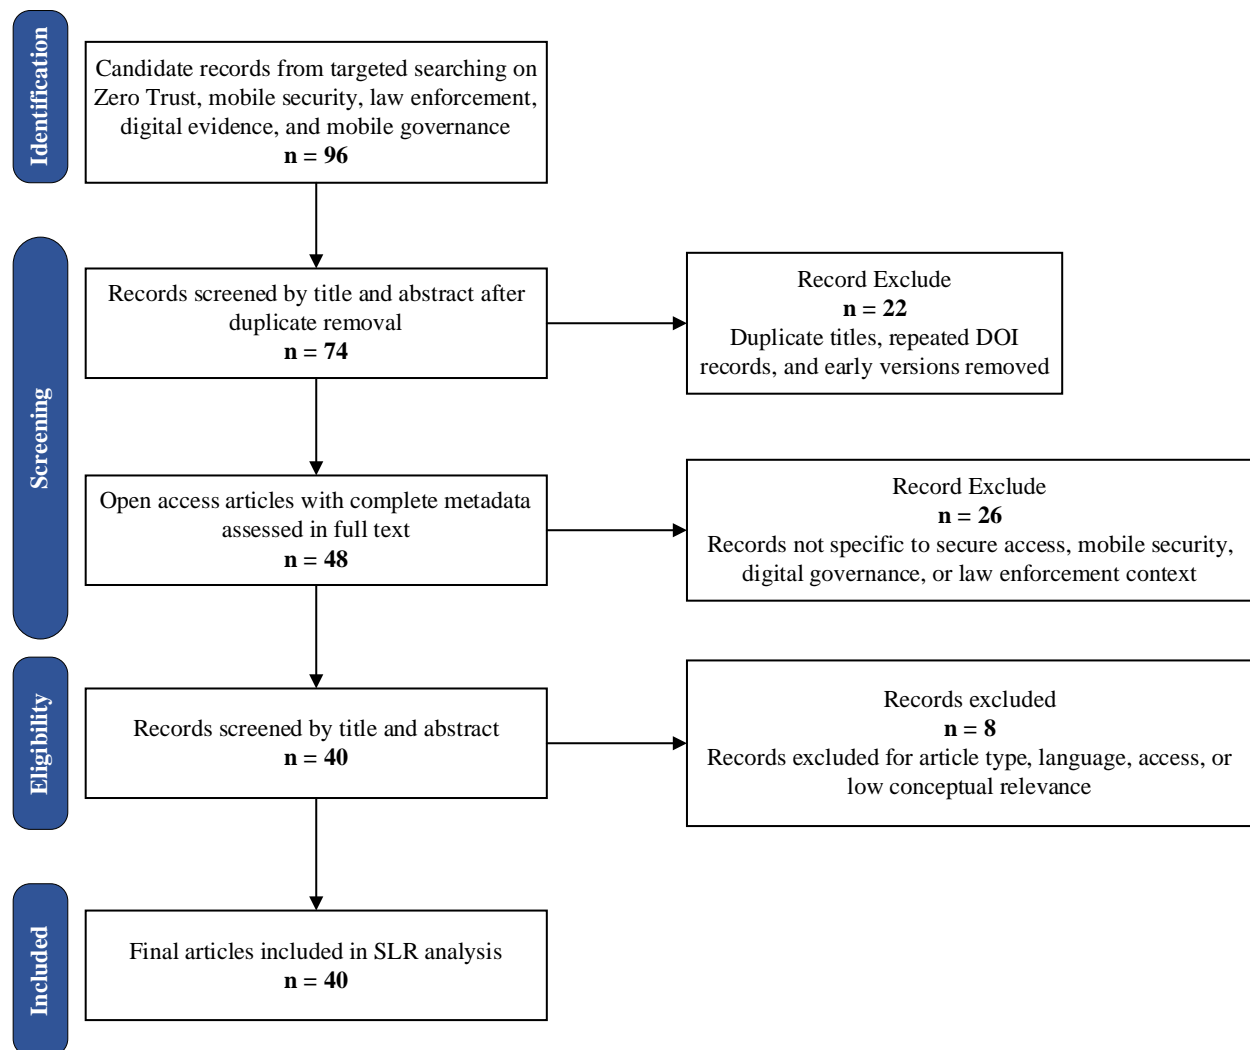 Identification
Candidate records from targeted searching on
Zero Trust, mobile security, law enforcement,
digital evidence, and mobile governance
n = 96
Screening
Records screened by title and abstract after
duplicate removal
n = 74
Record Exclude
n = 22
Duplicate titles, repeated DOI
records, and early versions removed
Open access articles with complete metadata
assessed in full text
n = 48
Record Exclude
n = 26
Records not specific to secure access, mobile security,
digital governance, or law enforcement context
Eligibility
Records screened by title and abstract
n = 40
Records excluded
n = 8
Records excluded for article type, language, access, or
low conceptual relevance
Included
Final articles included in SLR analysis
n = 40